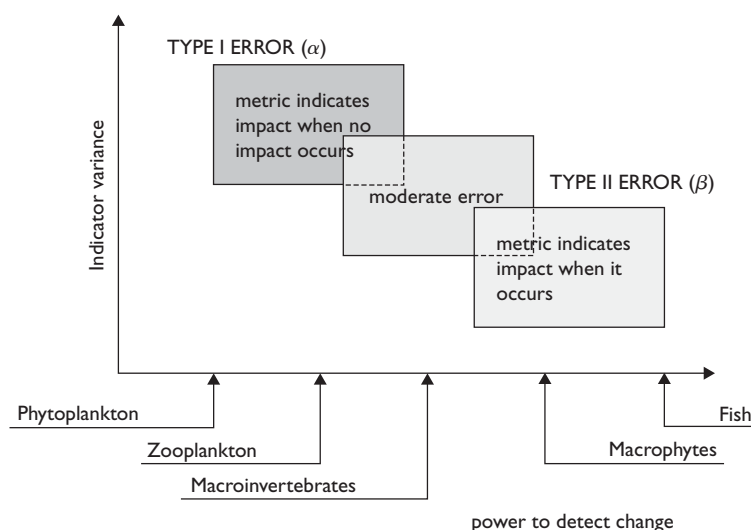 TYPE I ERROR (α)
metric indicates
impact when no
impact occurs
moderate error
TYPE II ERROR (β)
metric indicates
impact when it
occurs
Indicator variance
Phytoplankton
Fish
Zooplankton
Macrophytes
Macroinvertebrates
power to detect change